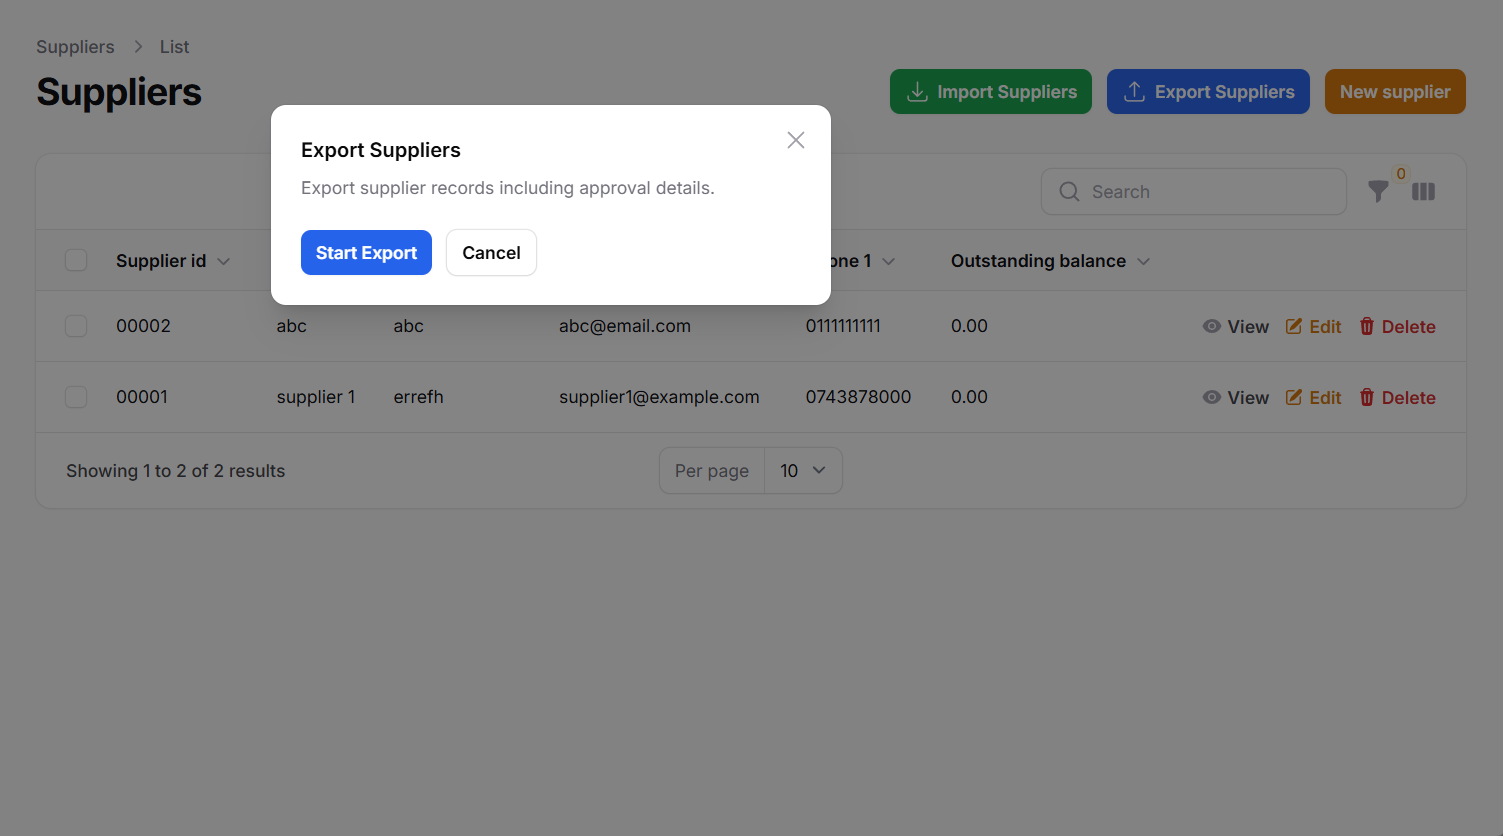 Suppliers > List
Suppliers
Import Suppliers
Export Suppliers
New supplier
Export Suppliers
Export supplier records including approval details.
Start Export
Cancel
Search
0
Supplier id
one 1
Outstanding balance
00002 abc abc abc@email.com 0111111111 0.00 View Edit Delete
00001 supplier 1 errefh supplier1@example.com 0743878000 0.00 View Edit Delete
Showing 1 to 2 of 2 results
Per page 10